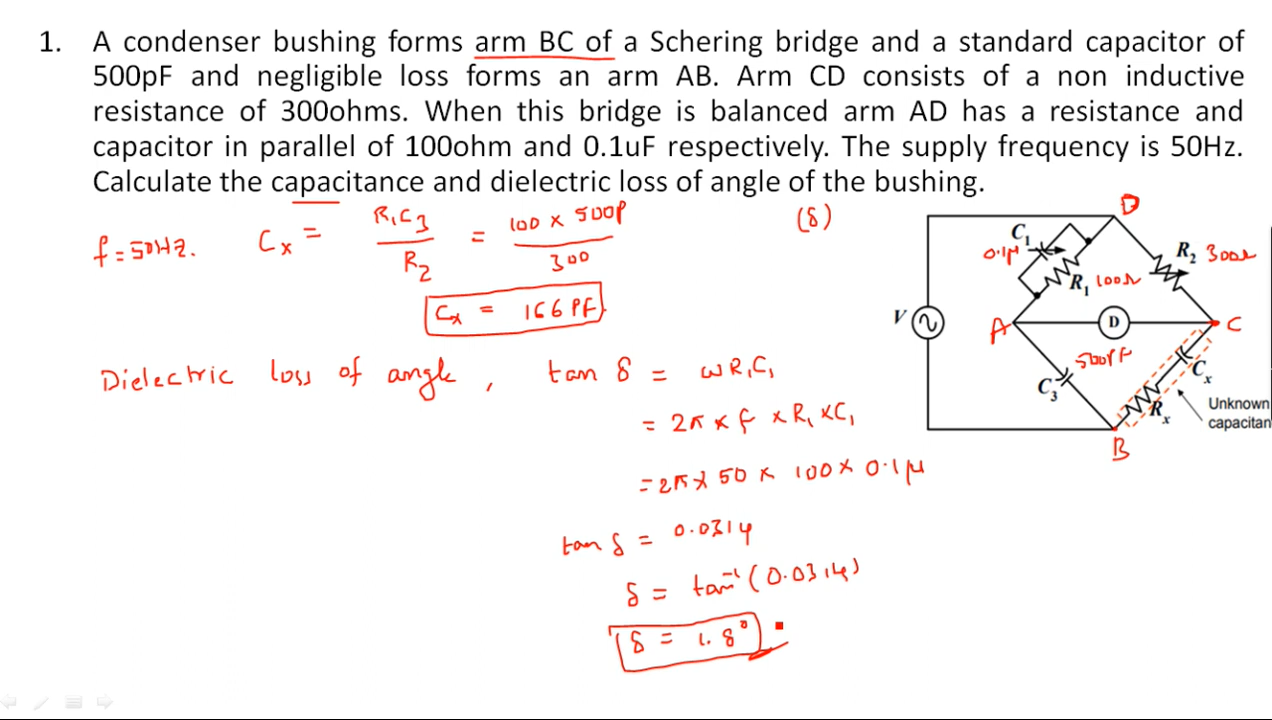 1. A condenser bushing forms arm BC of a Schering bridge and a standard capacitor of
500pF and negligible loss forms an arm AB. Arm CD consists of a non inductive
resistance of 300ohms. When this bridge is balanced arm AD has a resistance and
capacitor in parallel of 100ohm and 0.1uF respectively. The supply frequency is 50Hz.
Calculate the capacitance and dielectric loss of angle of the bushing.
(δ)
f = 50Hz. Cx = R1C3 / R2 = 100 x 500P / 300
Cx = 166 PF
Dielectric loss of angle, tan δ = ωR1C1
= 2π x f x R1 x C1
= 2π x 50 x 100 x 0.1μ
tan δ = 0.0314
δ = tan⁻¹(0.0314)
δ = 1.8°
D
C1
0.1μ
R1 100Ω
R2 300Ω
V
A
D
C
500PF
C3
Cx
Rx
Unknown
capacitan
B